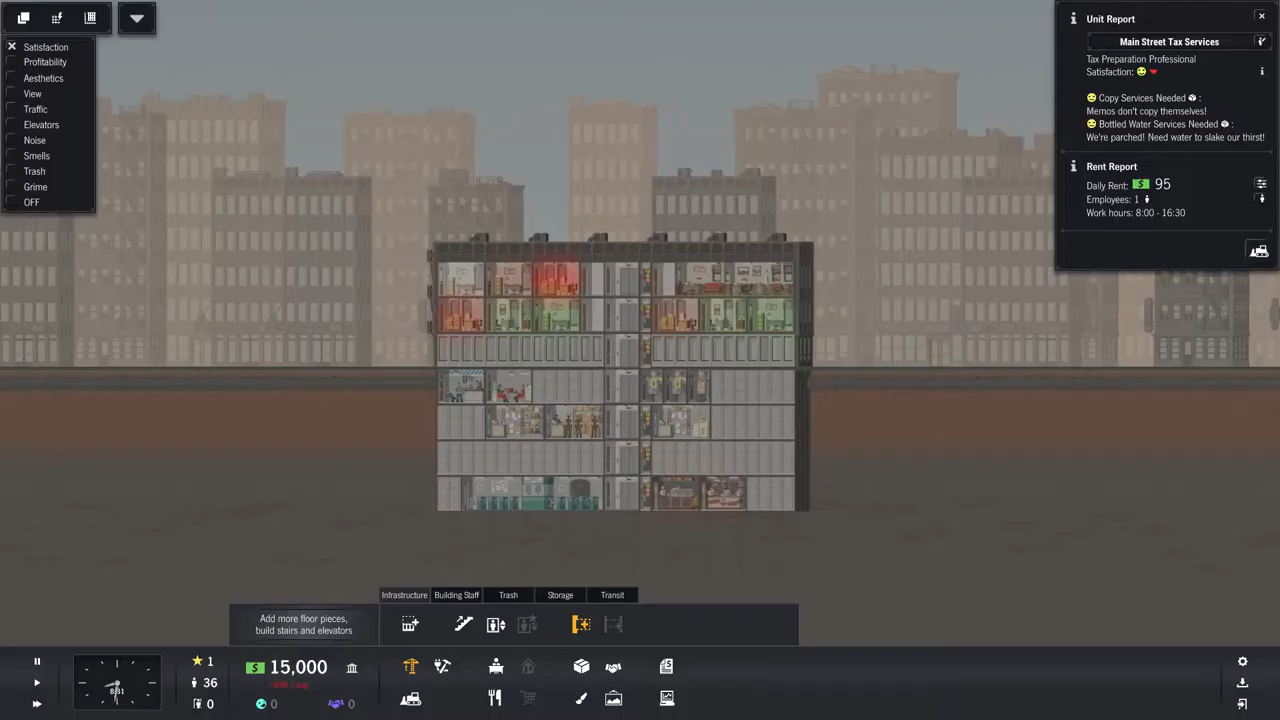 Satisfaction
Profitability
Aesthetics
View
Traffic
Elevators
Noise
Smells
Trash
Grime
OFF
Unit Report
Main Street Tax Services
Tax Preparation Professional
Satisfaction:
Copy Services Needed :
Memos don't copy themselves!
Bottled Water Services Needed :
We're parched! Need water to slake our thirst!
Rent Report
Daily Rent: $ 95
Employees: 1
Work hours: 8:00 - 16:30
Infrastructure Building Staff Trash Storage Transit
Add more floor pieces,
build stairs and elevators
8:31
1
36
0
$ 15,000
0
0